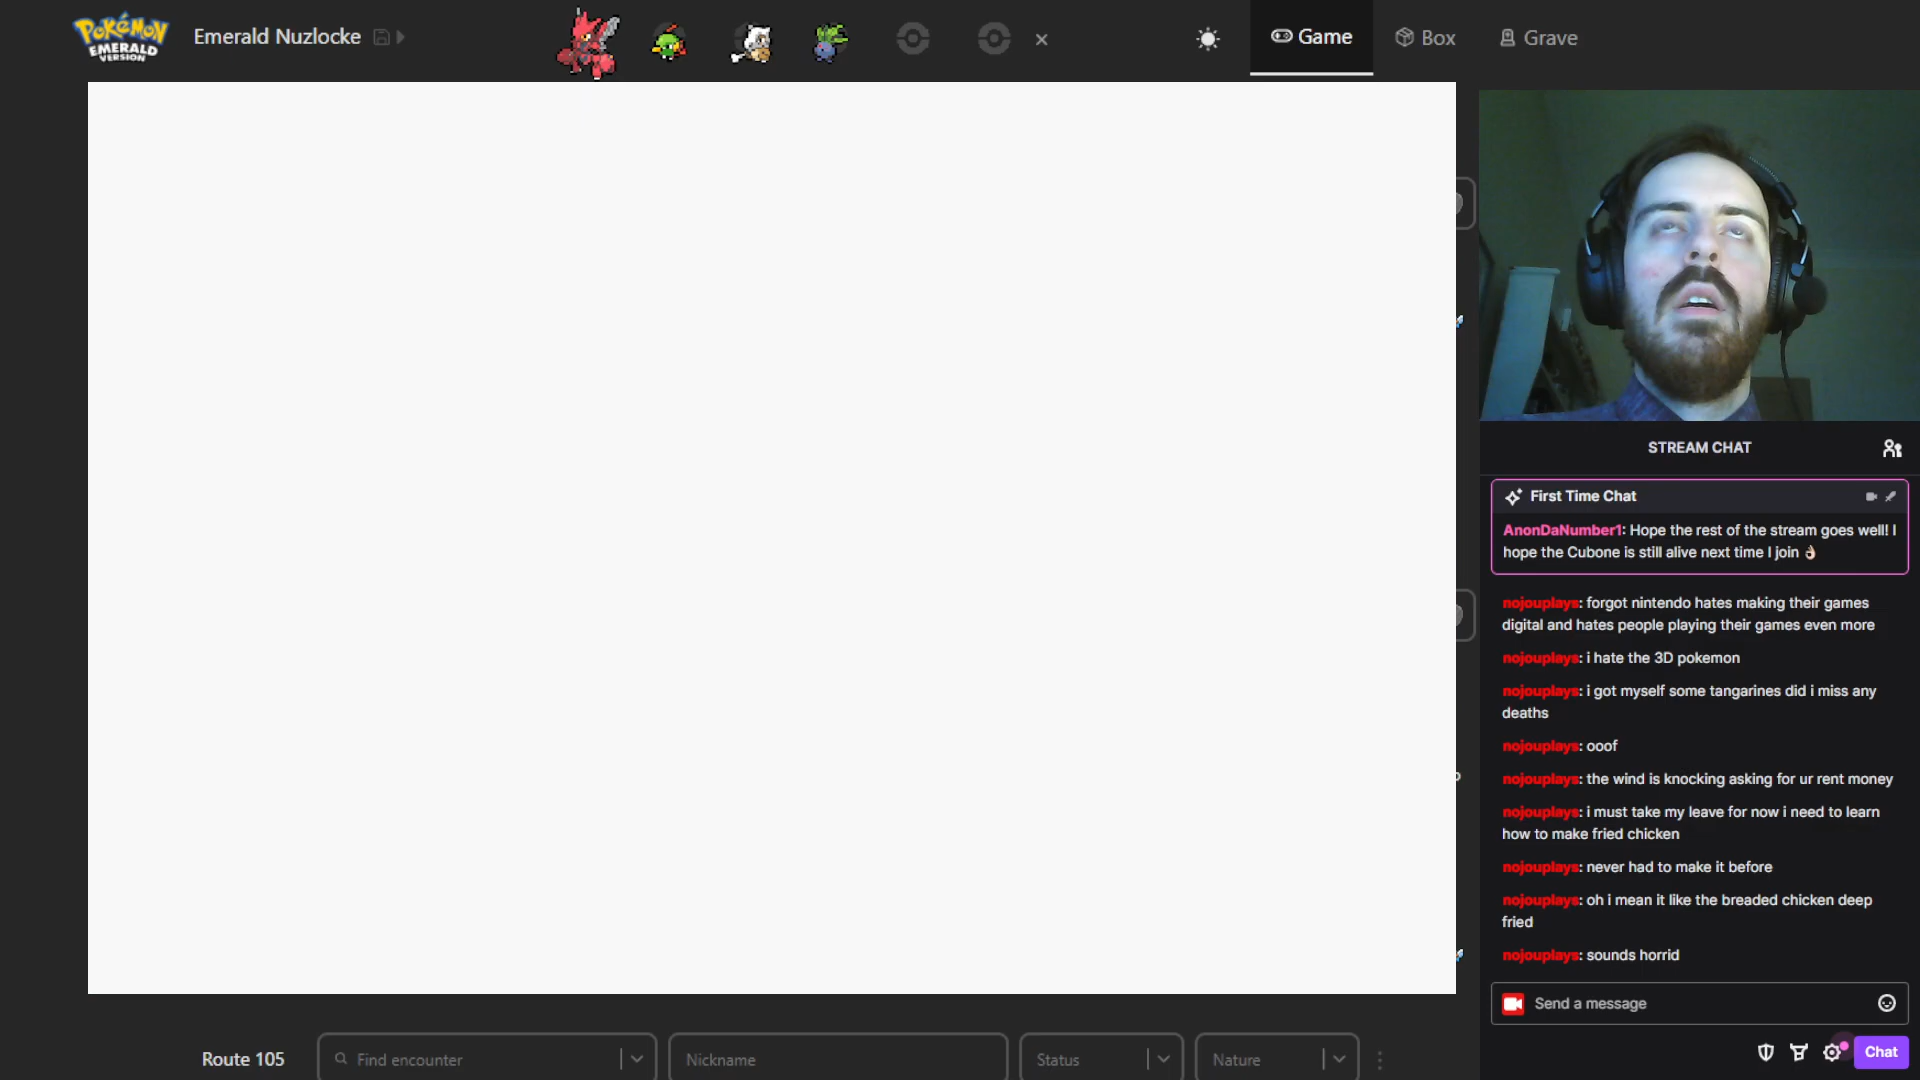 POKéMON
EMERALD
VERSION
Emerald Nuzlocke
Game
Box
Grave
STREAM CHAT
First Time Chat
AnonDaNumber1: Hope the rest of the stream goes well! I
hope the Cubone is still alive next time I join 👌🏻
nojouplays: forgot nintendo hates making their games
digital and hates people playing their games even more
nojouplays: i hate the 3D pokemon
nojouplays: i got myself some tangarines did i miss any
deaths
nojouplays: ooof
nojouplays: the wind is knocking asking for ur rent money
nojouplays: i must take my leave for now i need to learn
how to make fried chicken
nojouplays: never had to make it before
nojouplays: oh i mean it like the breaded chicken deep
fried
nojouplays: sounds horrid
Send a message
Chat
Route 105
Find encounter
Nickname
Status
Nature